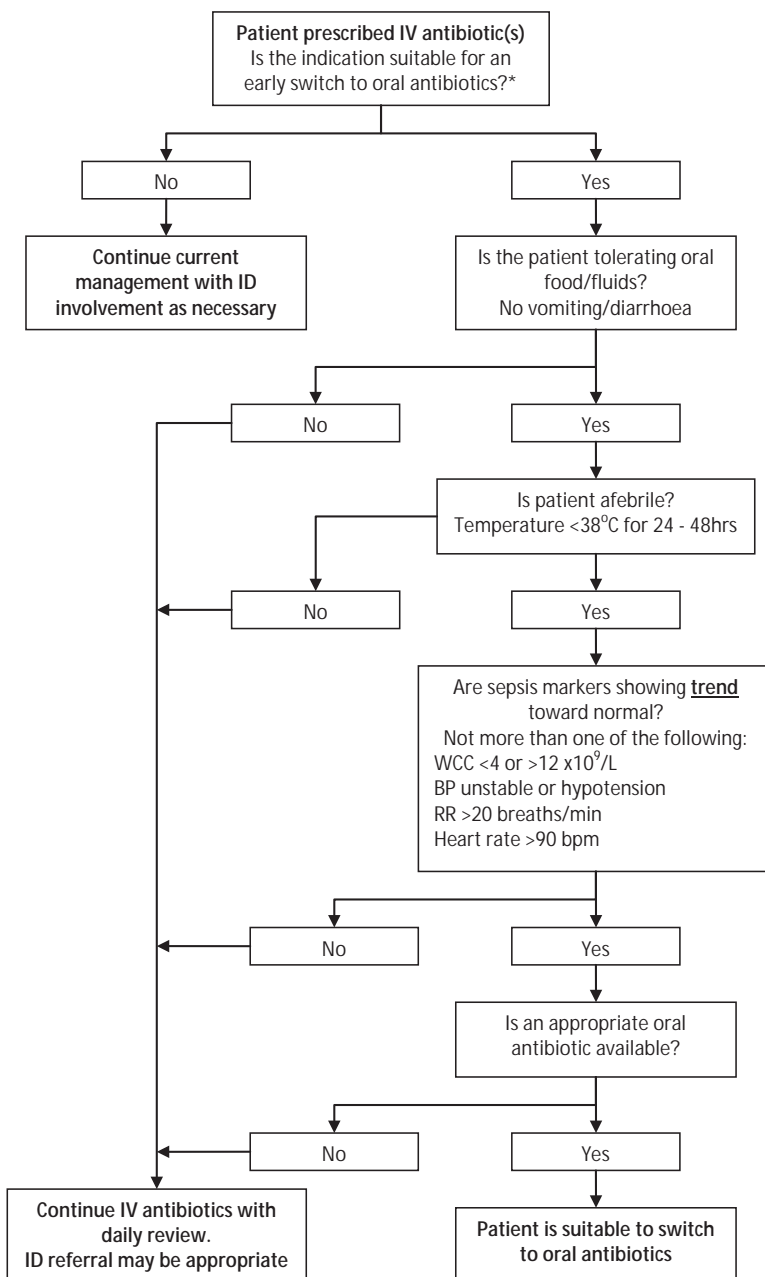 Patient prescribed IV antibiotic(s)
Is the indication suitable for an
early switch to oral antibiotics?*
No
Yes
Continue current
management with ID
involvement as necessary
Is the patient tolerating oral
food/fluids?
No vomiting/diarrhoea
No
Yes
Is patient afebrile?
Temperature <38°C for 24 - 48hrs
No
Yes
Are sepsis markers showing trend
toward normal?
Not more than one of the following:
WCC <4 or >12 x10⁹/L
BP unstable or hypotension
RR >20 breaths/min
Heart rate >90 bpm
No
Yes
Is an appropriate oral
antibiotic available?
No
Yes
Continue IV antibiotics with
daily review.
ID referral may be appropriate
Patient is suitable to switch
to oral antibiotics